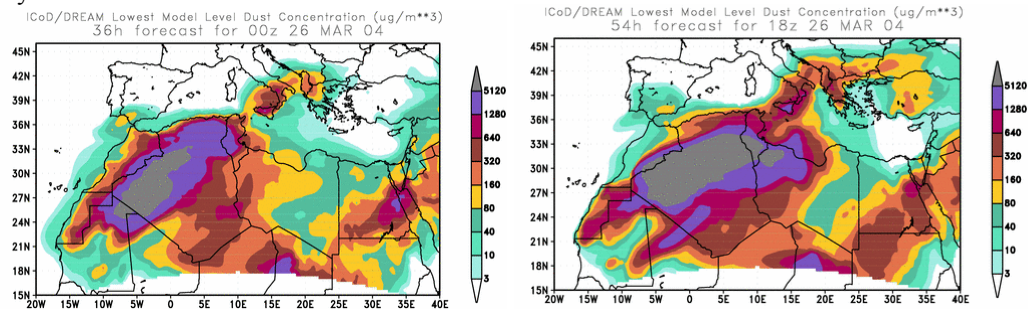 ICoD/DREAM Lowest Model Level Dust Concentration (ug/m**3)
36h forecast for 00z 26 MAR 04
45N
42N
39N
36N
33N
30N
27N
24N
21N
18N
15N
20W 15W 10W 5W 0 5E 10E 15E 20E 25E 30E 35E 40E
5120
1280
640
320
160
80
40
10
3
ICoD/DREAM Lowest Model Level Dust Concentration (ug/m**3)
54h forecast for 18z 26 MAR 04
45N
42N
39N
36N
33N
30N
27N
24N
21N
18N
15N
20W 15W 10W 5W 0 5E 10E 15E 20E 25E 30E 35E 40E
5120
1280
640
320
160
80
40
10
3